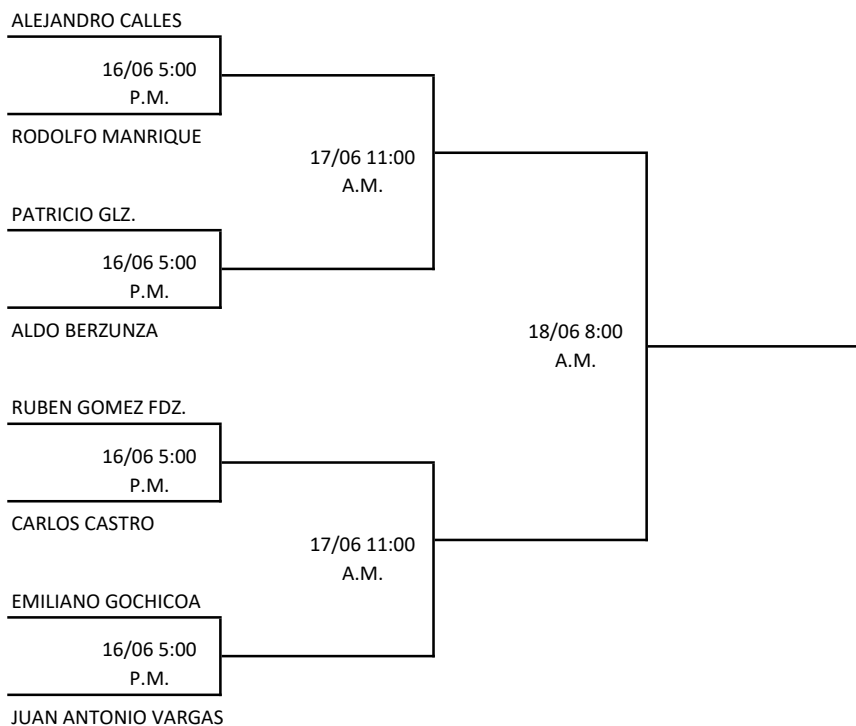 ALEJANDRO CALLES
16/06 5:00
P.M.
RODOLFO MANRIQUE
17/06 11:00
A.M.
PATRICIO GLZ.
16/06 5:00
P.M.
ALDO BERZUNZA
18/06 8:00
A.M.
RUBEN GOMEZ FDZ.
16/06 5:00
P.M.
CARLOS CASTRO
17/06 11:00
A.M.
EMILIANO GOCHICOA
16/06 5:00
P.M.
JUAN ANTONIO VARGAS